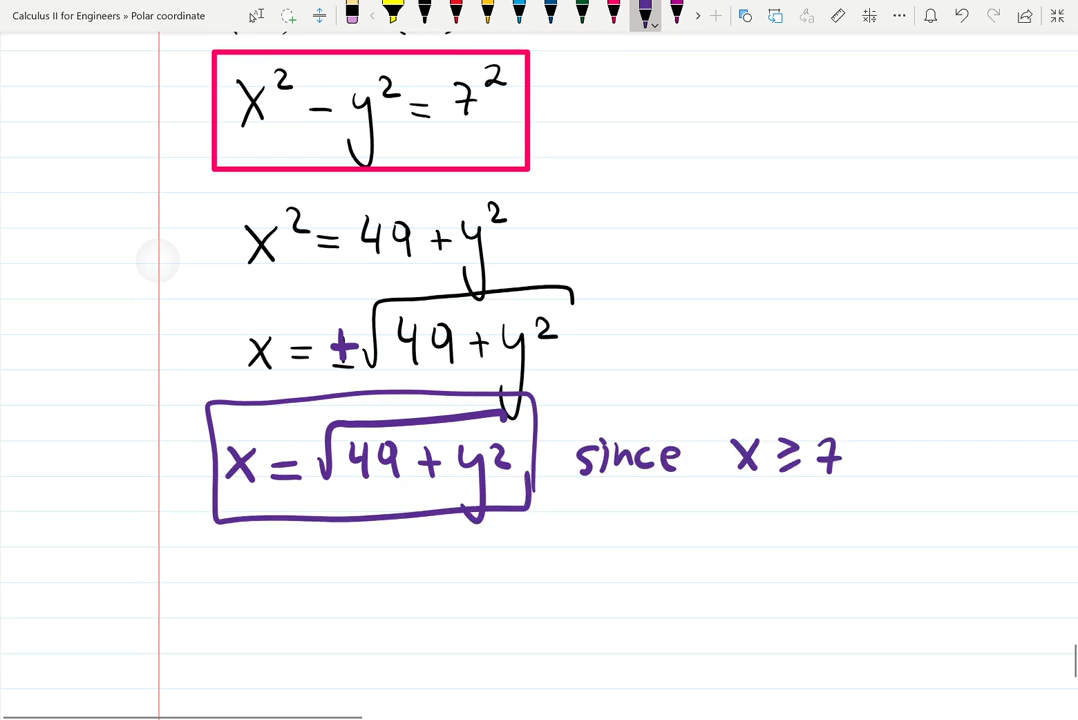 Calculus II for Engineers » Polar coordinate
x² - y² = 7²
x² = 49 + y²
x = ±√(49 + y²)
x = √(49 + y²) since x ≥ 7